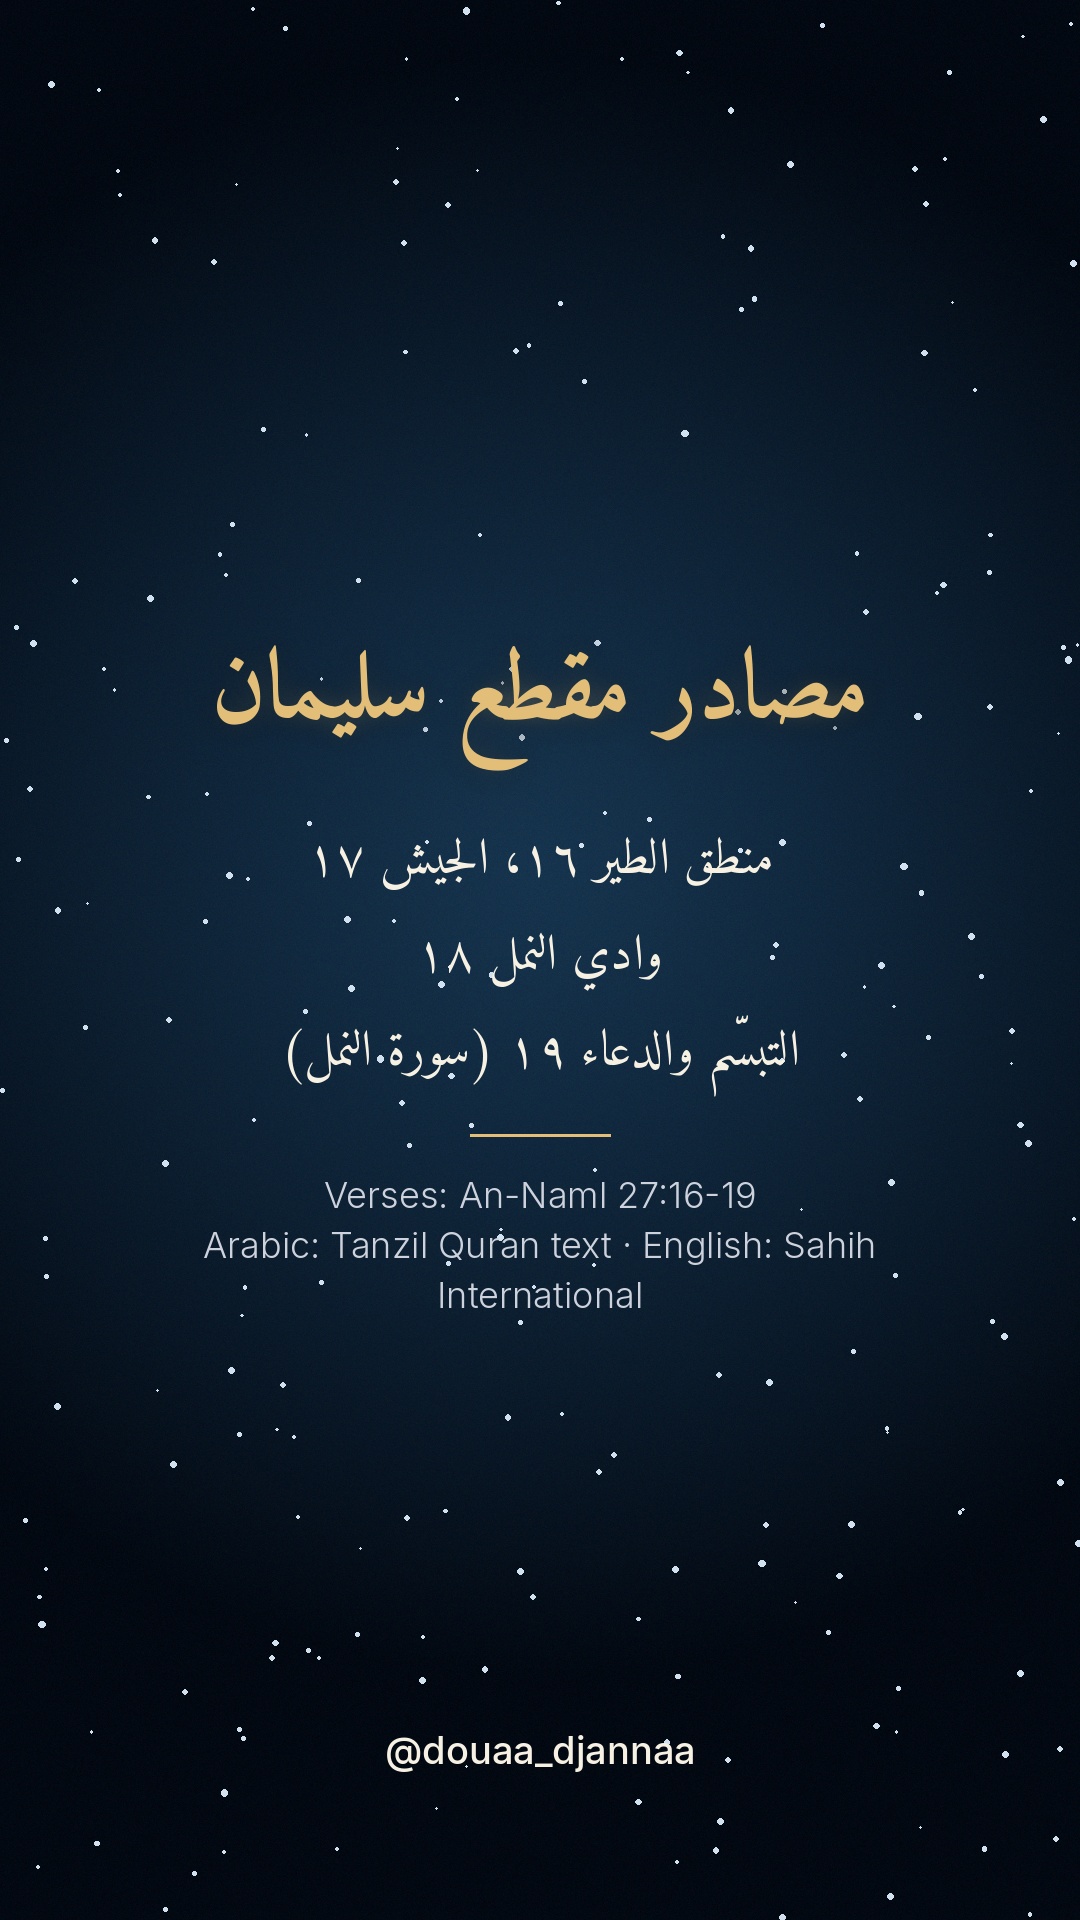 مصادر مقطع سليمان
منطق الطير ١٦، الجيش ١٧
وادي النمل ١٨
التبسّم والدعاء ١٩ (سورة النمل)
Verses: An-Naml 27:16-19
Arabic: Tanzil Quran text · English: Sahih
International
@douaa_djannaa